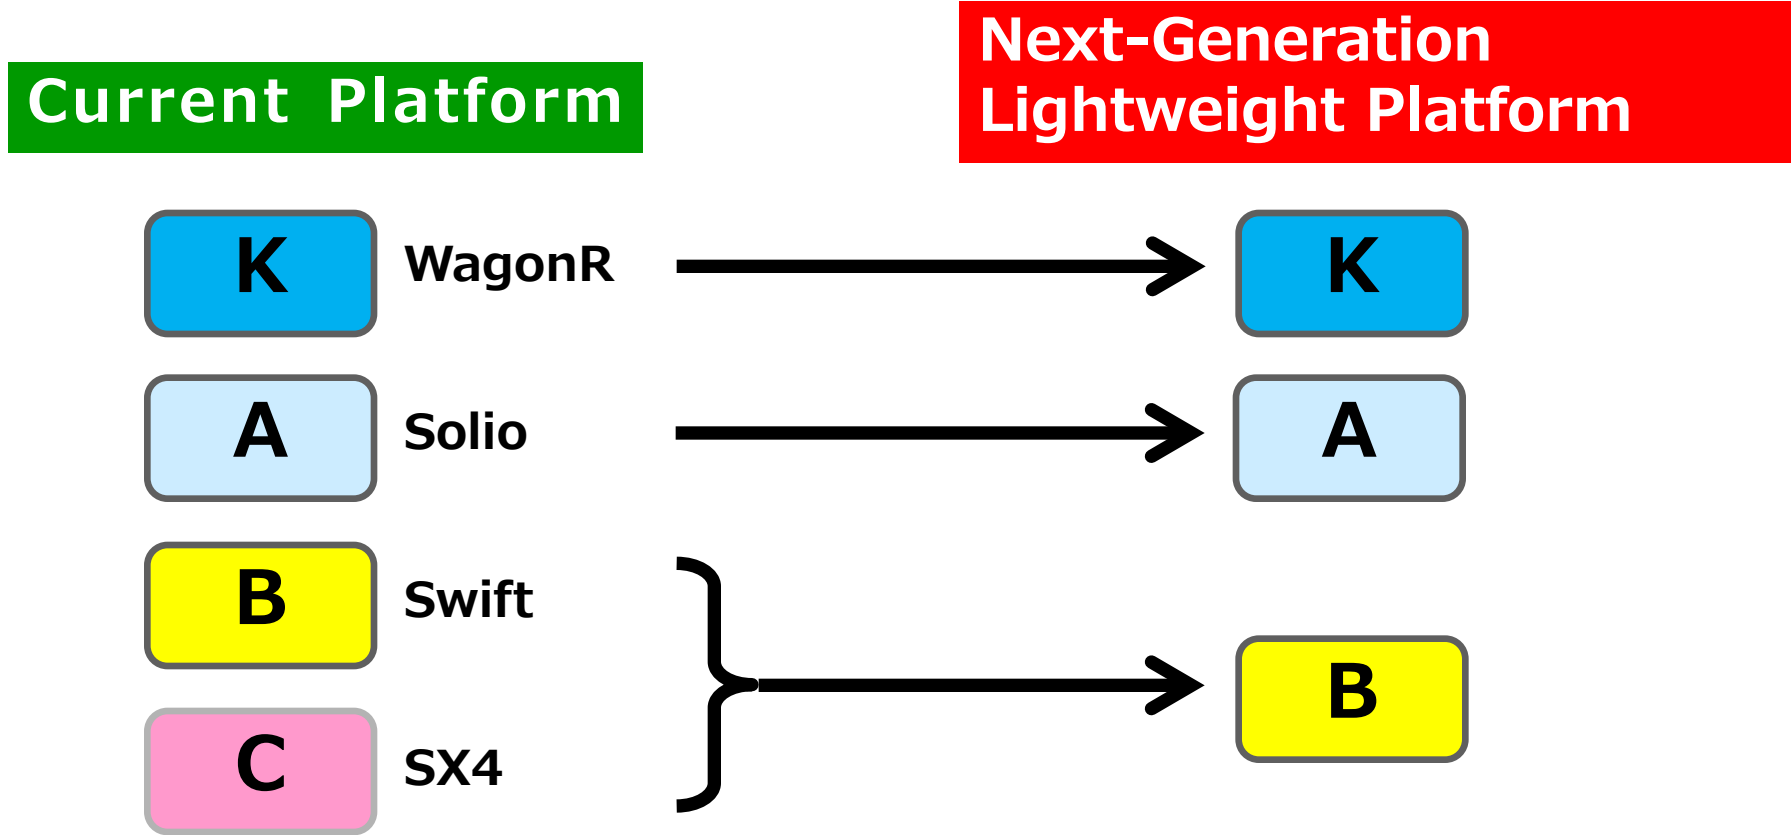 Current Platform
Next-Generation
Lightweight Platform
K WagonR K
A Solio A
B Swift
B
C SX4